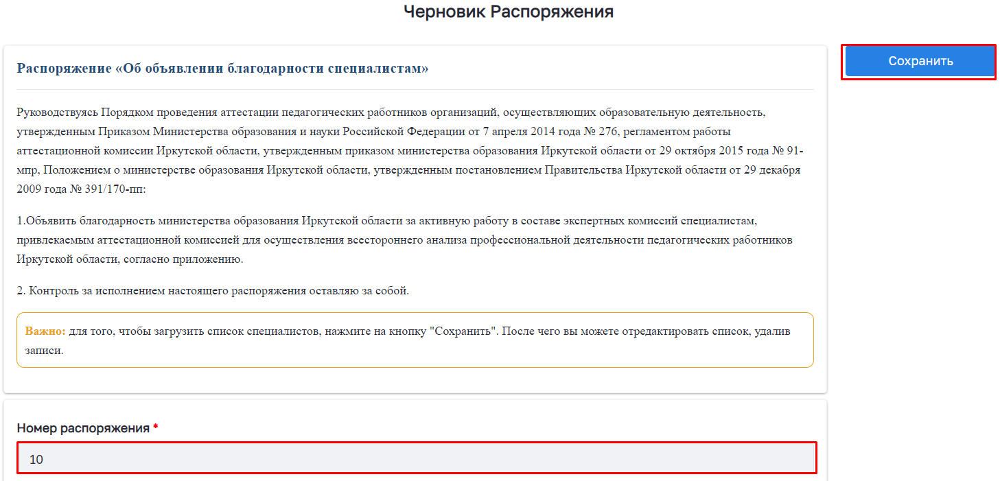 Черновик Распоряжения
Сохранить
Распоряжение «Об объявлении благодарности специалистам»
Руководствуясь Порядком проведения аттестации педагогических работников организаций, осуществляющих образовательную деятельность,
утвержденным Приказом Министерства образования и науки Российской Федерации от 7 апреля 2014 года № 276, регламентом работы
аттестационной комиссии Иркутской области, утвержденным приказом министерства образования Иркутской области от 29 октября 2015 года № 91-
мпр, Положением о министерстве образования Иркутской области, утвержденным постановлением Правительства Иркутской области от 29 декабря
2009 года № 391/170-пп:
1.Объявить благодарность министерства образования Иркутской области за активную работу в составе экспертных комиссий специалистам,
привлекаемым аттестационной комиссией для осуществления всестороннего анализа профессиональной деятельности педагогических работников
Иркутской области, согласно приложению.
2. Контроль за исполнением настоящего распоряжения оставляю за собой.
Важно: для того, чтобы загрузить список специалистов, нажмите на кнопку "Сохранить". После чего вы можете отредактировать список, удалив
записи.
Номер распоряжения *
10